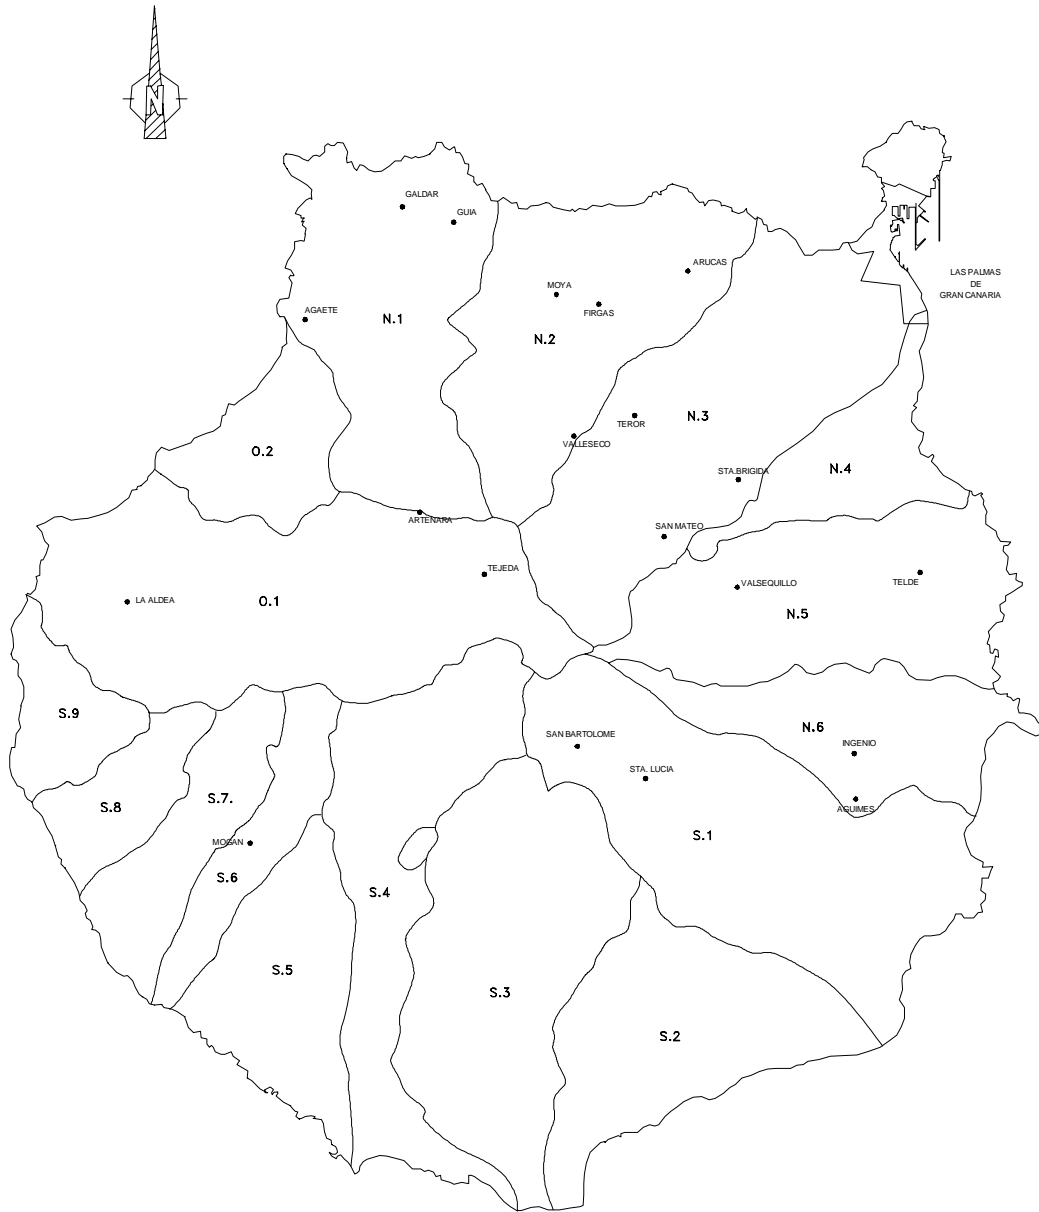 N
GALDAR
GUIA
ARUCAS
LAS PALMAS
DE
GRAN CANARIA
MOYA
FIRGAS
AGAETE
N.1
N.2
N.3
TEROR
VALLESECO
O.2
N.4
STA.BRIGIDA
ARTENARA
SAN MATEO
TEJEDA
VALSEQUILLO
TELDE
LA ALDEA
O.1
N.5
S.9
N.6
SAN BARTOLOME
INGENIO
STA. LUCIA
S.8
S.7.
AGUIMES
S.1
MOGAN
S.6
S.4
S.5
S.3
S.2